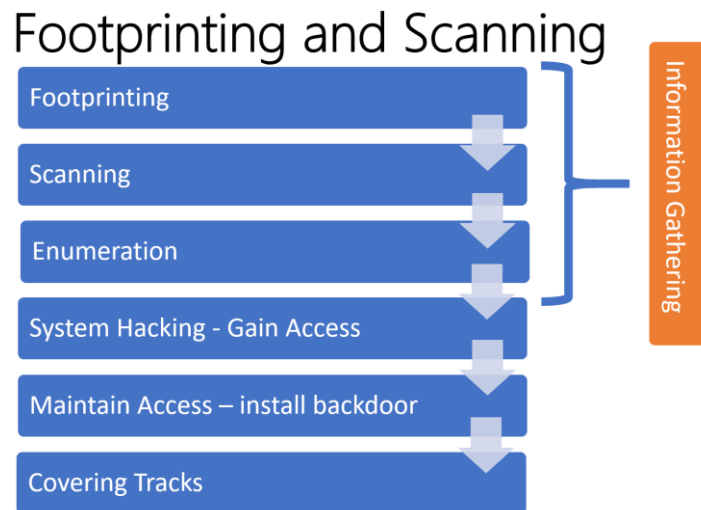 Footprinting and Scanning
Footprinting
Scanning
Enumeration
System Hacking - Gain Access
Maintain Access – install backdoor
Covering Tracks
Information Gathering